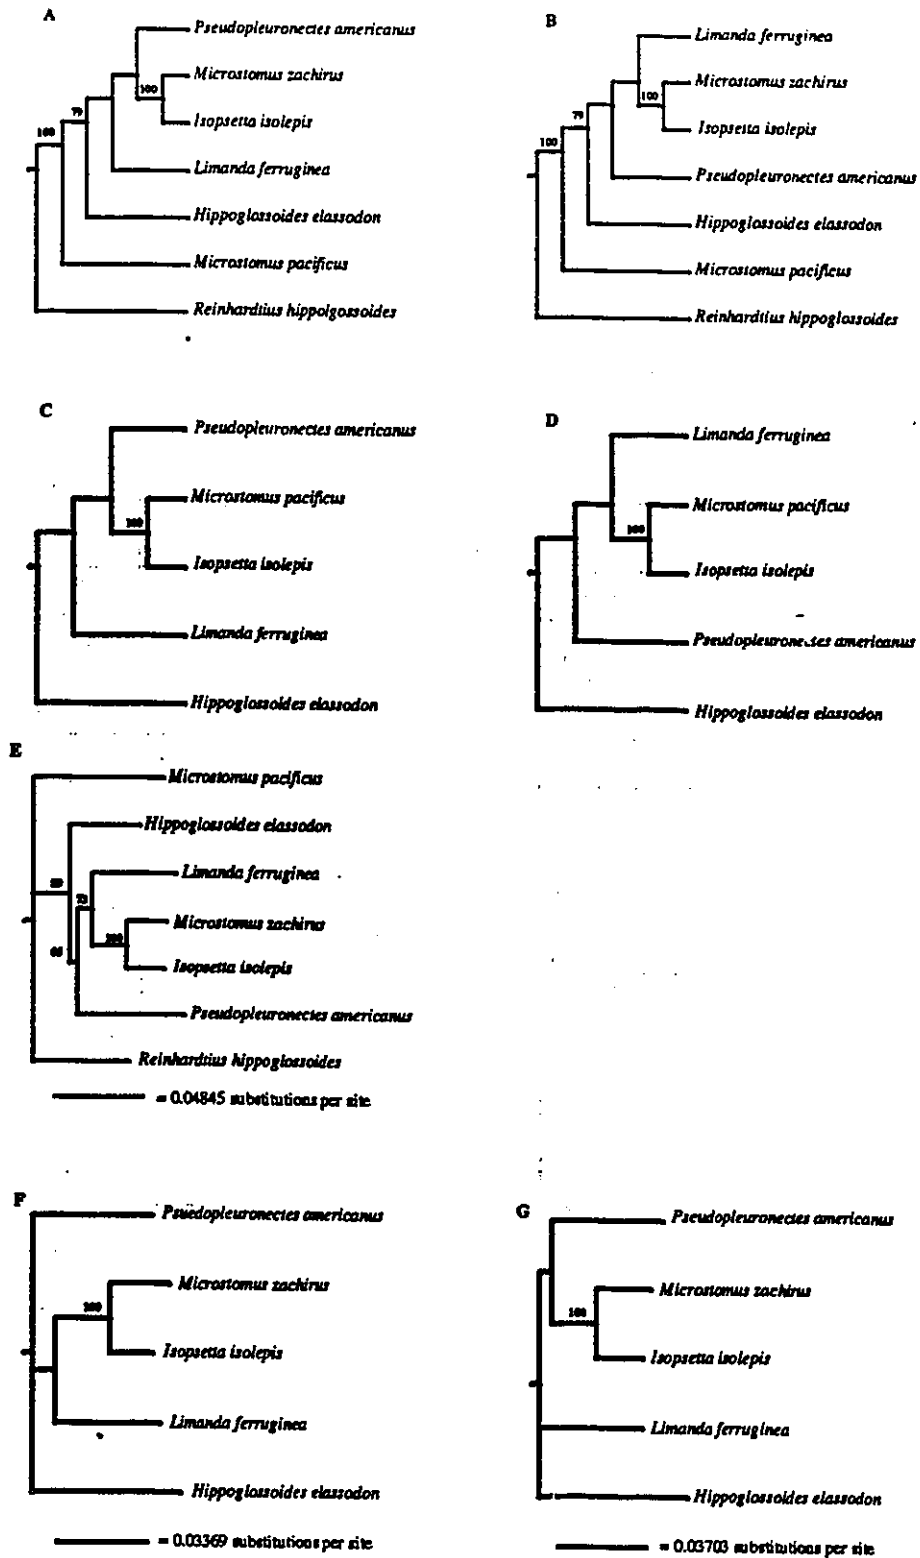 A
Pseudopleuronectes americanus
Microstomus zachirus
100
Isopsetta isolepis
79
100
Limanda ferruginea
Hippoglossoides elassodon
Microstomus pacificus
Reinhardtius hippolgossoides
B
Limanda ferruginea
Microstomus zachirus
100
Isopsetta isolepis
79
100
Pseudopleuronectes americanus
Hippoglossoides elassodon
Microstomus pacificus
Reinhardtius hippoglossoides
C
Pseudopleuronectes americanus
Microstomus pacificus
100
Isopsetta isolepis
Limanda ferruginea
Hippoglossoides elassodon
D
Limanda ferruginea
Microstomus pacificus
100
Isopsetta isolepis
Pseudopleuronectes americanus
Hippoglossoides elassodon
E
Microstomus pacificus
Hippoglossoides elassodon
Limanda ferruginea
Microstomus zachirus
100
Isopsetta isolepis
Pseudopleuronectes americanus
Reinhardtius hippoglossoides
= 0.04845 substitutions per site
F
Psuedopleuronectes americanus
Microstomus zachirus
100
Isopsetta isolepis
Limanda ferruginea
Hippoglossoides elassodon
= 0.03369 substitutions per site
G
Pseudopleuronectes americanus
Microstomus zachirus
100
Isopsetta isolepis
Limanda ferruginea
Hippoglossoides elassodon
= 0.03703 substitutions per site